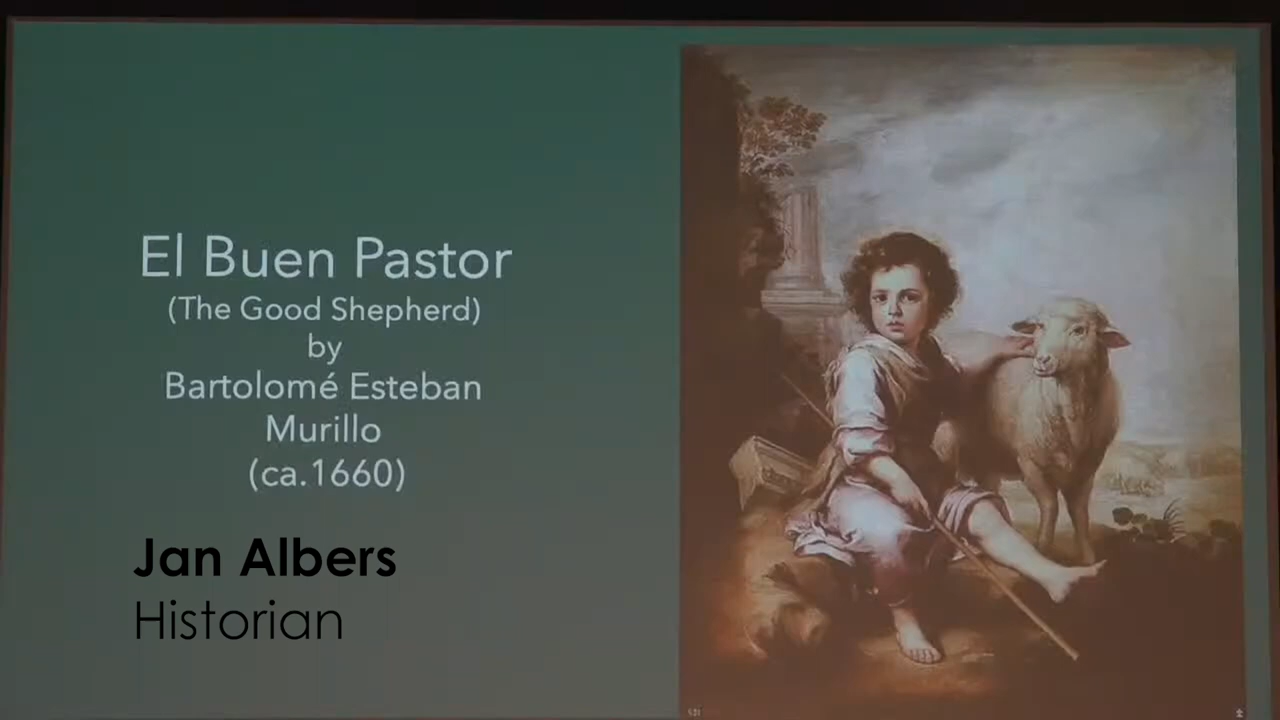 El Buen Pastor
(The Good Shepherd)
by
Bartolomé Esteban
Murillo
(ca.1660)
Jan Albers
Historian